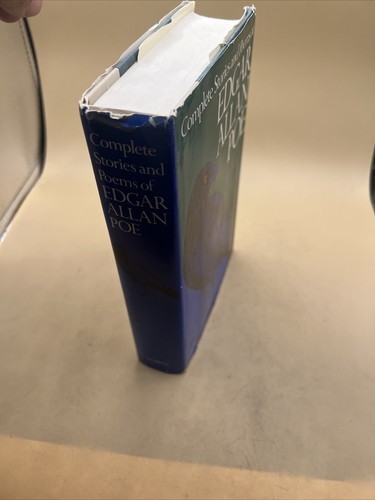 Complete
Stories and
Poems of
EDGAR
ALLAN
POE
Complete Stories and Poems of
EDGAR
ALLAN
POE